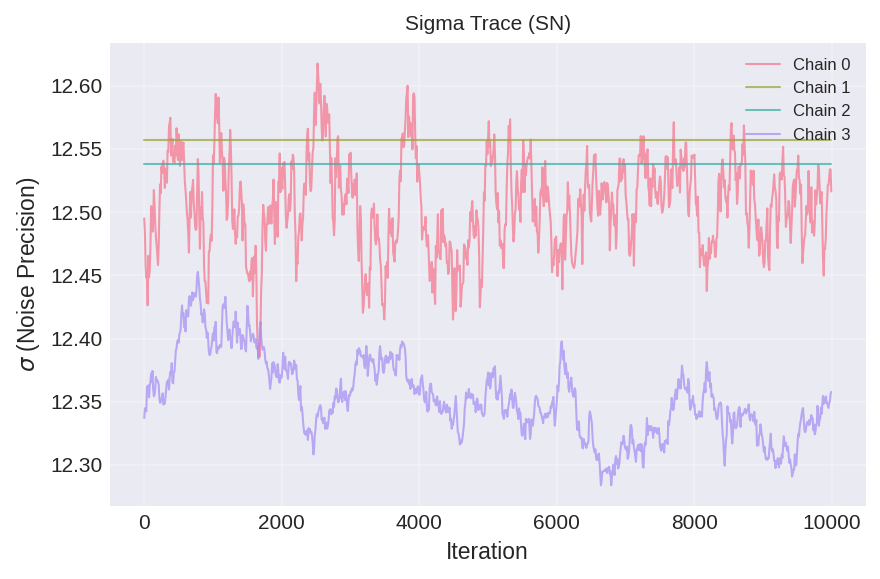 Sigma Trace (SN)
σ (Noise Precision)
12.60
12.55
12.50
12.45
12.40
12.35
12.30
Chain 0
Chain 1
Chain 2
Chain 3
0 2000 4000 6000 8000 10000
Iteration